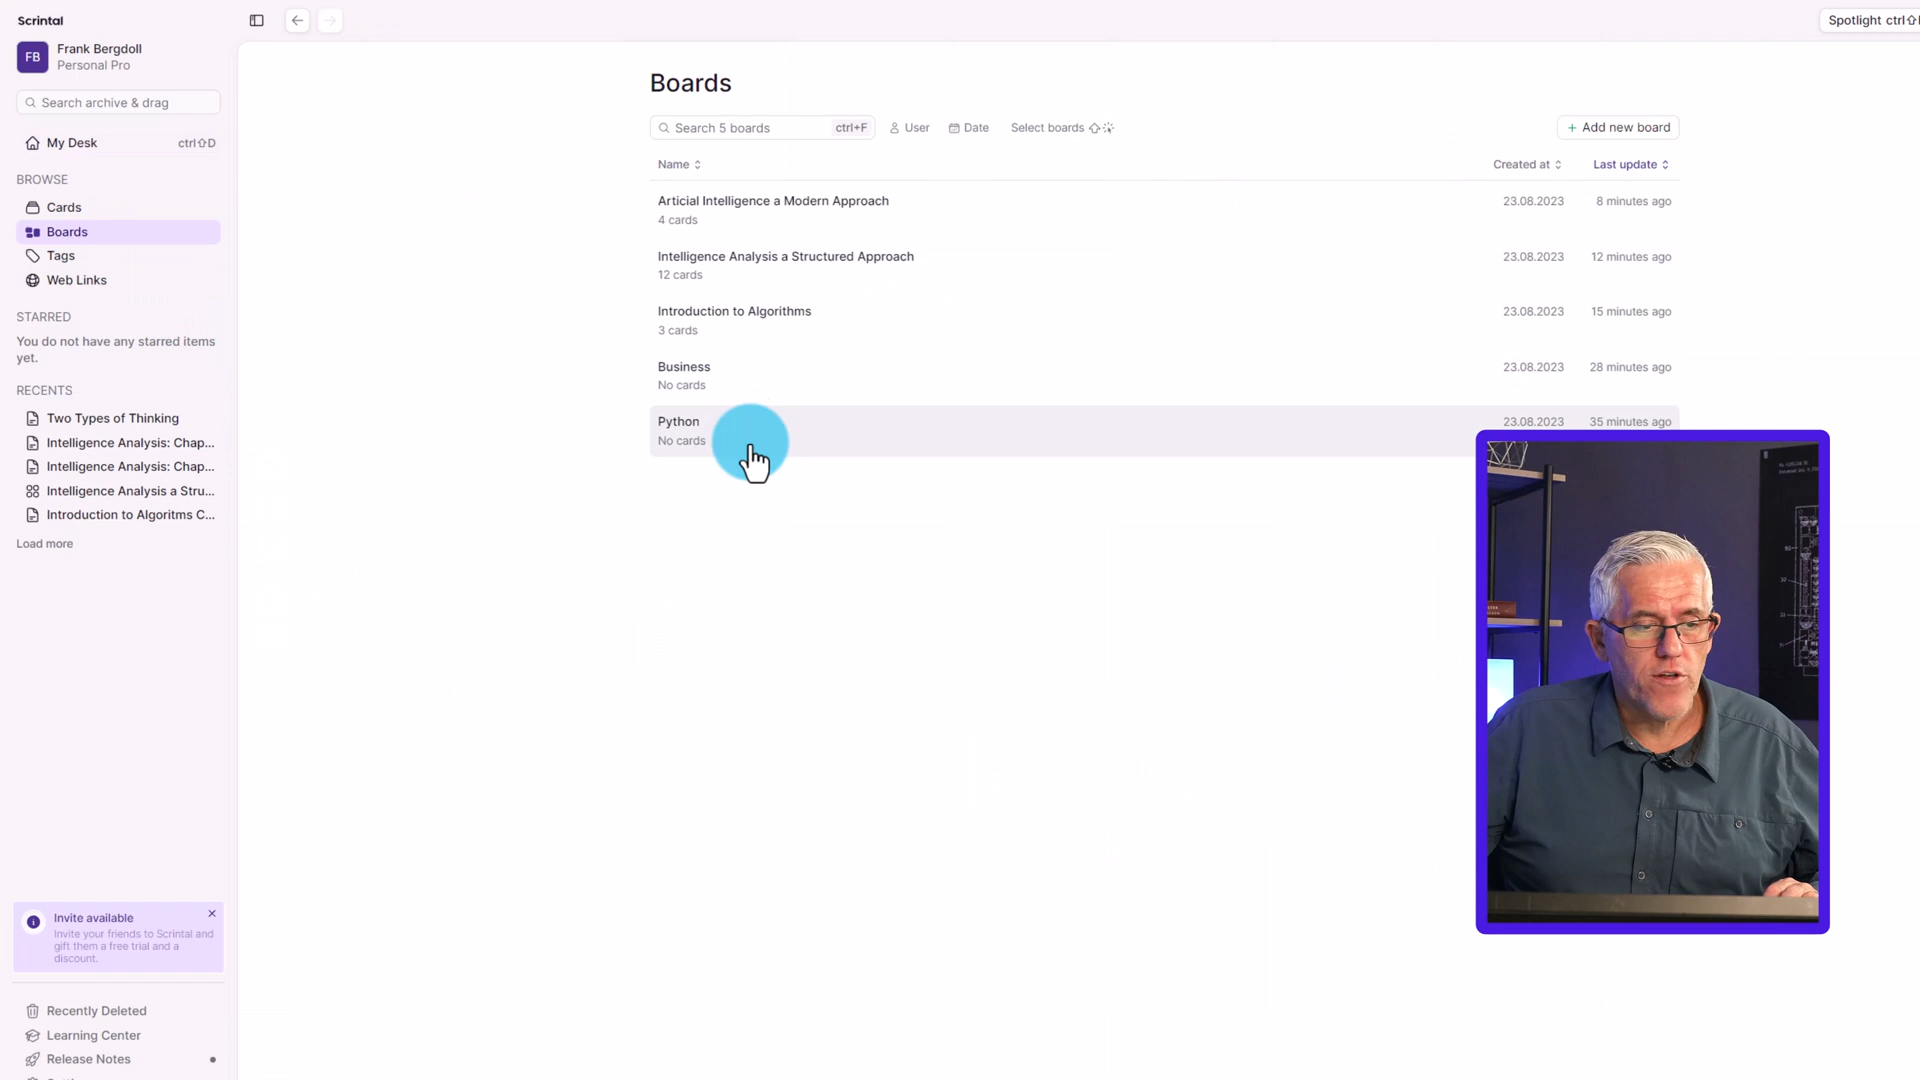 Scrintal
Spotlight ctrl⇧
FB
Frank Bergdoll
Personal Pro
Search archive & drag
My Desk ctrl⇧D
BROWSE
Cards
Boards
Tags
Web Links
STARRED
You do not have any starred items
yet.
RECENTS
Two Types of Thinking
Intelligence Analysis: Chap...
Intelligence Analysis: Chap...
Intelligence Analysis a Stru...
Introduction to Algoritms C...
Load more
Invite available
Invite your friends to Scrintal and
gift them a free trial and a
discount.
Recently Deleted
Learning Center
Release Notes
Boards
Search 5 boards ctrl+F User Date Select boards
+ Add new board
Name Created at Last update
Articial Intelligence a Modern Approach 23.08.2023 8 minutes ago
4 cards
Intelligence Analysis a Structured Approach 23.08.2023 12 minutes ago
12 cards
Introduction to Algorithms 23.08.2023 15 minutes ago
3 cards
Business 23.08.2023 28 minutes ago
No cards
Python 23.08.2023 35 minutes ago
No cards